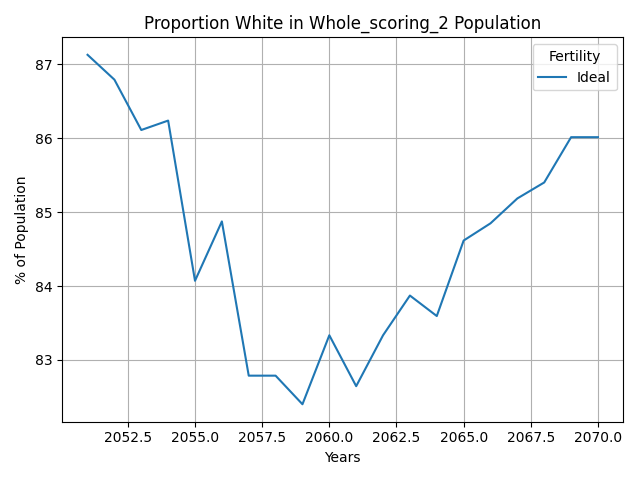 Proportion White in Whole_scoring_2 Population
Fertility
Ideal
87
86
85
84
83
% of Population
2052.5 2055.0 2057.5 2060.0 2062.5 2065.0 2067.5 2070.0
Years